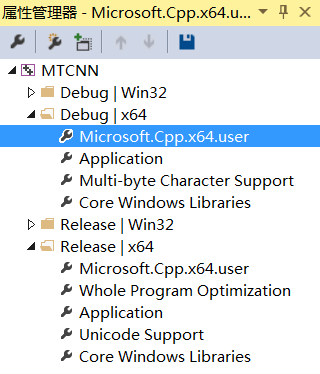 属性管理器 - Microsoft.Cpp.x64.u...
MTCNN
Debug | Win32
Debug | x64
Microsoft.Cpp.x64.user
Application
Multi-byte Character Support
Core Windows Libraries
Release | Win32
Release | x64
Microsoft.Cpp.x64.user
Whole Program Optimization
Application
Unicode Support
Core Windows Libraries